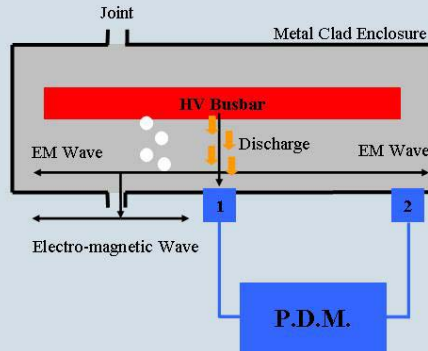 Joint
Metal Clad Enclosure
HV Busbar
Discharge
EM Wave
EM Wave
1
2
Electro-magnetic Wave
P.D.M.